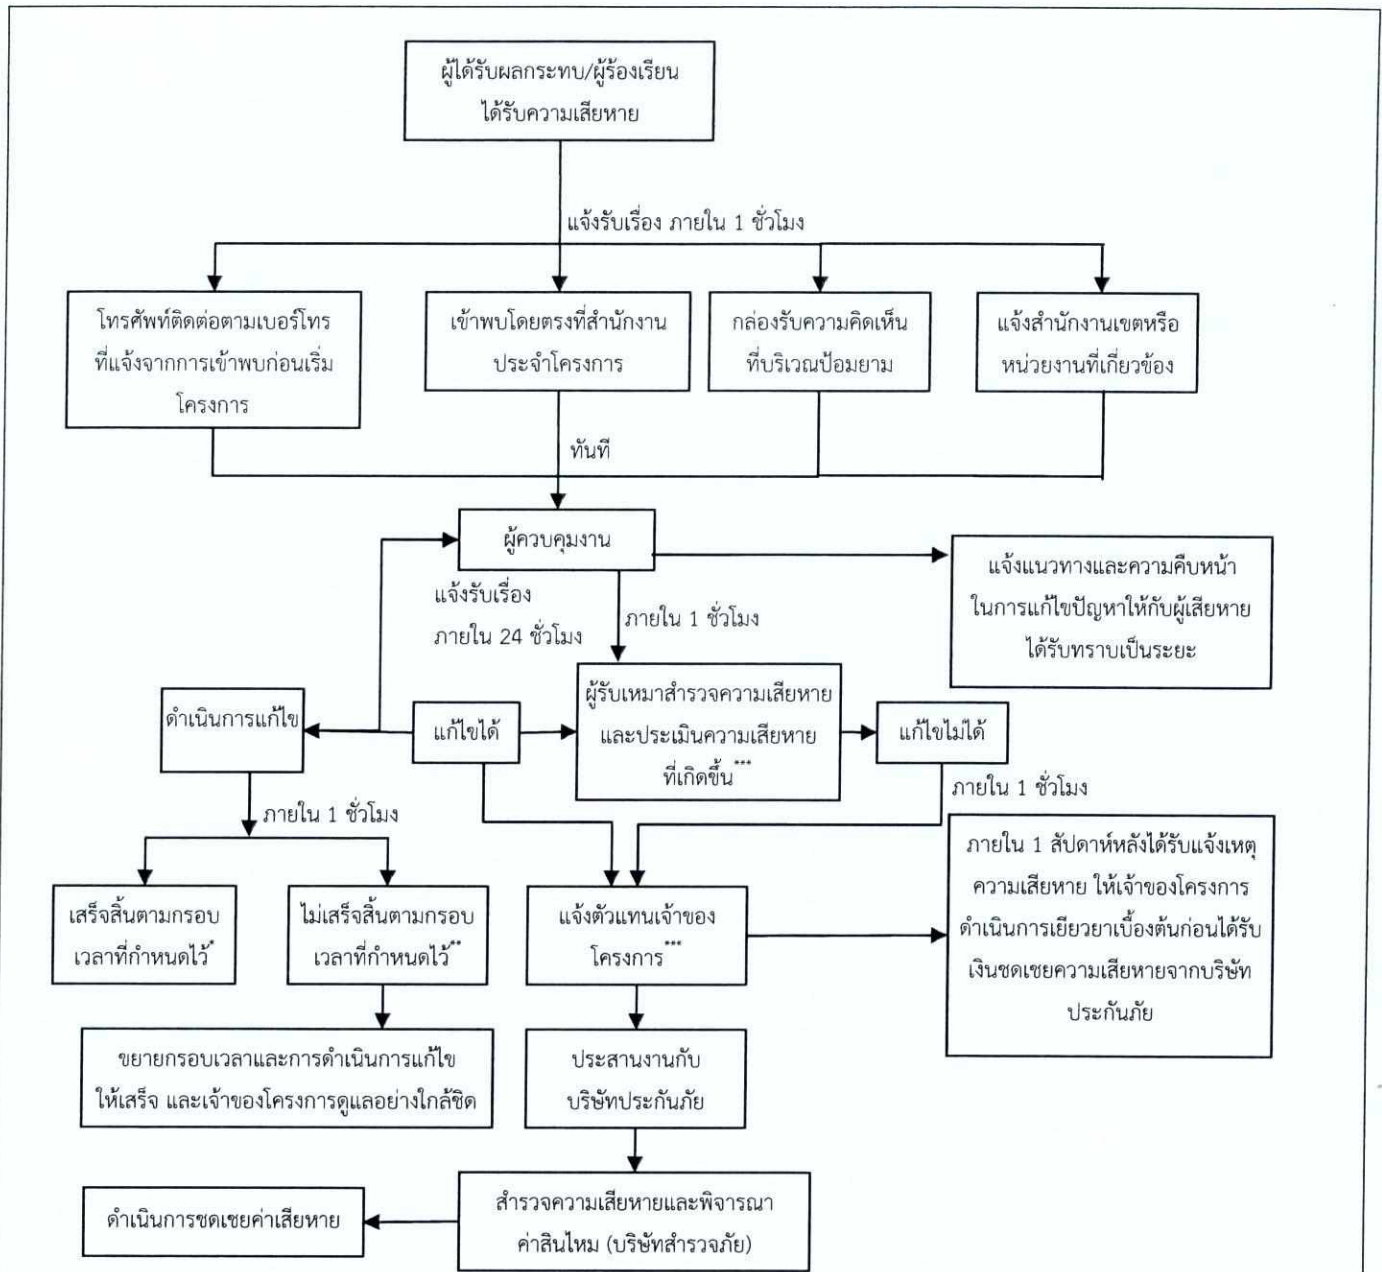 ผู้ได้รับผลกระทบ/ผู้ร้องเรียน
ได้รับความเสียหาย
แจ้งรับเรื่อง ภายใน 1 ชั่วโมง
โทรศัพท์ติดต่อตามเบอร์โทร
ที่แจ้งจากการเข้าพบก่อนเริ่ม
โครงการ
เข้าพบโดยตรงที่สำนักงาน
ประจำโครงการ
กล่องรับความคิดเห็น
ที่บริเวณป้อมยาม
แจ้งสำนักงานเขตหรือ
หน่วยงานที่เกี่ยวข้อง
ทันที
ผู้ควบคุมงาน
แจ้งรับเรื่อง
ภายใน 24 ชั่วโมง
ภายใน 1 ชั่วโมง
แจ้งแนวทางและความคืบหน้า
ในการแก้ไขปัญหาให้กับผู้เสียหาย
ได้รับทราบเป็นระยะ
ดำเนินการแก้ไข
แก้ไขได้
ผู้รับเหมาสำรวจความเสียหาย
และประเมินความเสียหาย
ที่เกิดขึ้น***
แก้ไขไม่ได้
ภายใน 1 ชั่วโมง
ภายใน 1 ชั่วโมง
เสร็จสิ้นตามกรอบ
เวลาที่กำหนดไว้*
ไม่เสร็จสิ้นตามกรอบ
เวลาที่กำหนดไว้**
แจ้งตัวแทนเจ้าของ
โครงการ***
ภายใน 1 สัปดาห์หลังได้รับแจ้งเหตุ
ความเสียหาย ให้เจ้าของโครงการ
ดำเนินการเยียวยาเบื้องต้นก่อนได้รับ
เงินชดเชยความเสียหายจากบริษัท
ประกันภัย
ขยายกรอบเวลาและการดำเนินการแก้ไข
ให้เสร็จ และเจ้าของโครงการดูแลอย่างใกล้ชิด
ประสานงานกับ
บริษัทประกันภัย
ดำเนินการชดเชยค่าเสียหาย
สำรวจความเสียหายและพิจารณา
ค่าสินไหม (บริษัทสำรวจภัย)